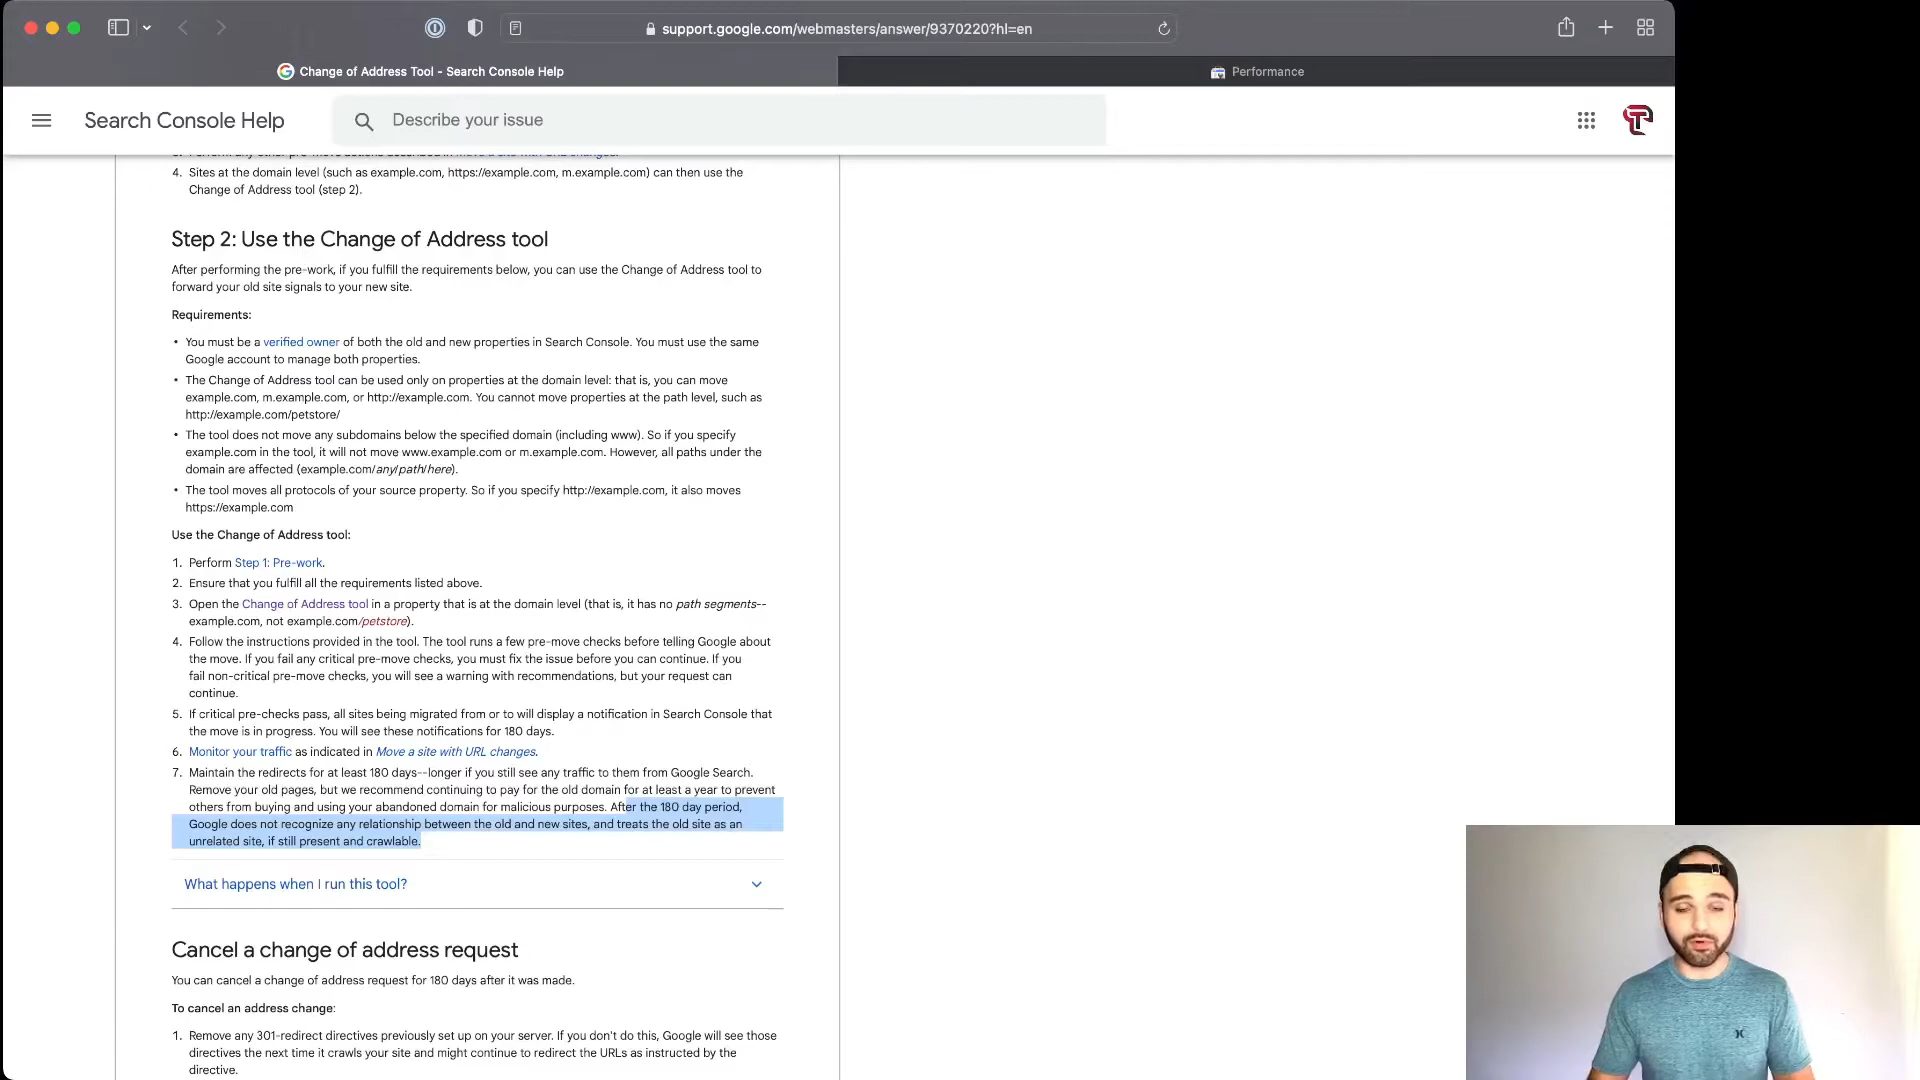 support.google.com/webmasters/answer/9370220?hl=en
Change of Address Tool - Search Console Help
Performance
Search Console Help
Describe your issue
4. Sites at the domain level (such as example.com, https://example.com, m.example.com) can then use the
Change of Address tool (step 2).
Step 2: Use the Change of Address tool
After performing the pre-work, if you fulfill the requirements below, you can use the Change of Address tool to
forward your old site signals to your new site.
Requirements:
• You must be a verified owner of both the old and new properties in Search Console. You must use the same
Google account to manage both properties.
• The Change of Address tool can be used only on properties at the domain level: that is, you can move
example.com, m.example.com, or http://example.com. You cannot move properties at the path level, such as
http://example.com/petstore/
• The tool does not move any subdomains below the specified domain (including www). So if you specify
example.com in the tool, it will not move www.example.com or m.example.com. However, all paths under the
domain are affected (example.com/any/path/here).
• The tool moves all protocols of your source property. So if you specify http://example.com, it also moves
https://example.com
Use the Change of Address tool:
1. Perform Step 1: Pre-work.
2. Ensure that you fulfill all the requirements listed above.
3. Open the Change of Address tool in a property that is at the domain level (that is, it has no path segments--
example.com, not example.com/petstore).
4. Follow the instructions provided in the tool. The tool runs a few pre-move checks before telling Google about
the move. If you fail any critical pre-move checks, you must fix the issue before you can continue. If you
fail non-critical pre-move checks, you will see a warning with recommendations, but your request can
continue.
5. If critical pre-checks pass, all sites being migrated from or to will display a notification in Search Console that
the move is in progress. You will see these notifications for 180 days.
6. Monitor your traffic as indicated in Move a site with URL changes.
7. Maintain the redirects for at least 180 days--longer if you still see any traffic to them from Google Search.
Remove your old pages, but we recommend continuing to pay for the old domain for at least a year to prevent
others from buying and using your abandoned domain for malicious purposes. After the 180 day period,
Google does not recognize any relationship between the old and new sites, and treats the old site as an
unrelated site, if still present and crawlable.
What happens when I run this tool?
Cancel a change of address request
You can cancel a change of address request for 180 days after it was made.
To cancel an address change:
1. Remove any 301-redirect directives previously set up on your server. If you don't do this, Google will see those
directives the next time it crawls your site and might continue to redirect the URLs as instructed by the
directive.